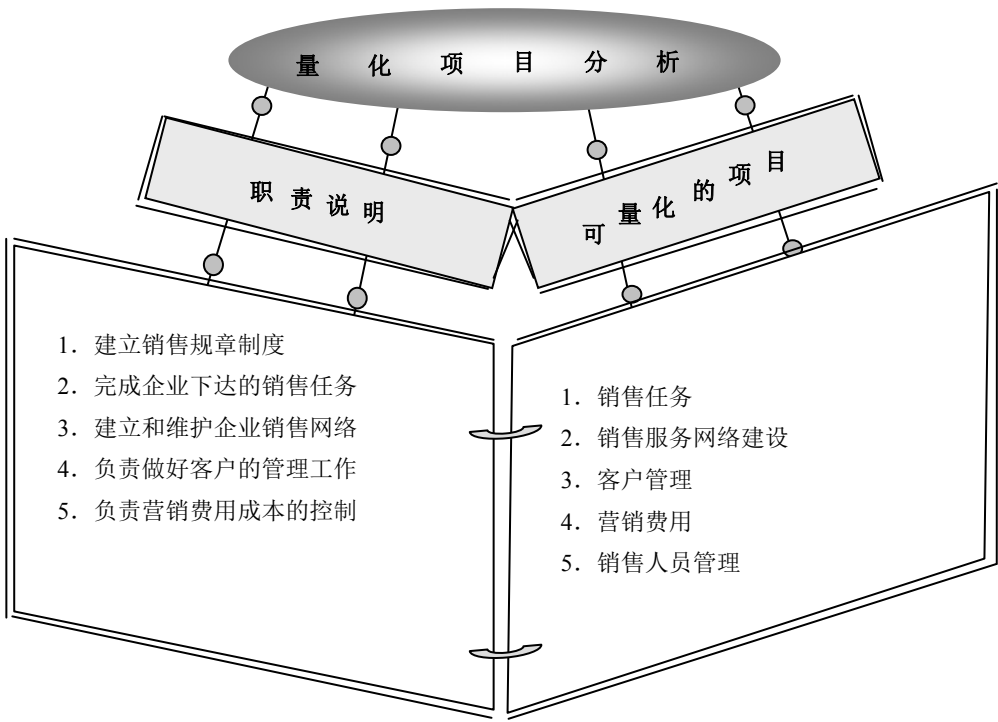 量化项目分析
职责说明
可量化的项目
1．建立销售规章制度
2．完成企业下达的销售任务
3．建立和维护企业销售网络
4．负责做好客户的管理工作
5．负责营销费用成本的控制
1．销售任务
2．销售服务网络建设
3．客户管理
4．营销费用
5．销售人员管理